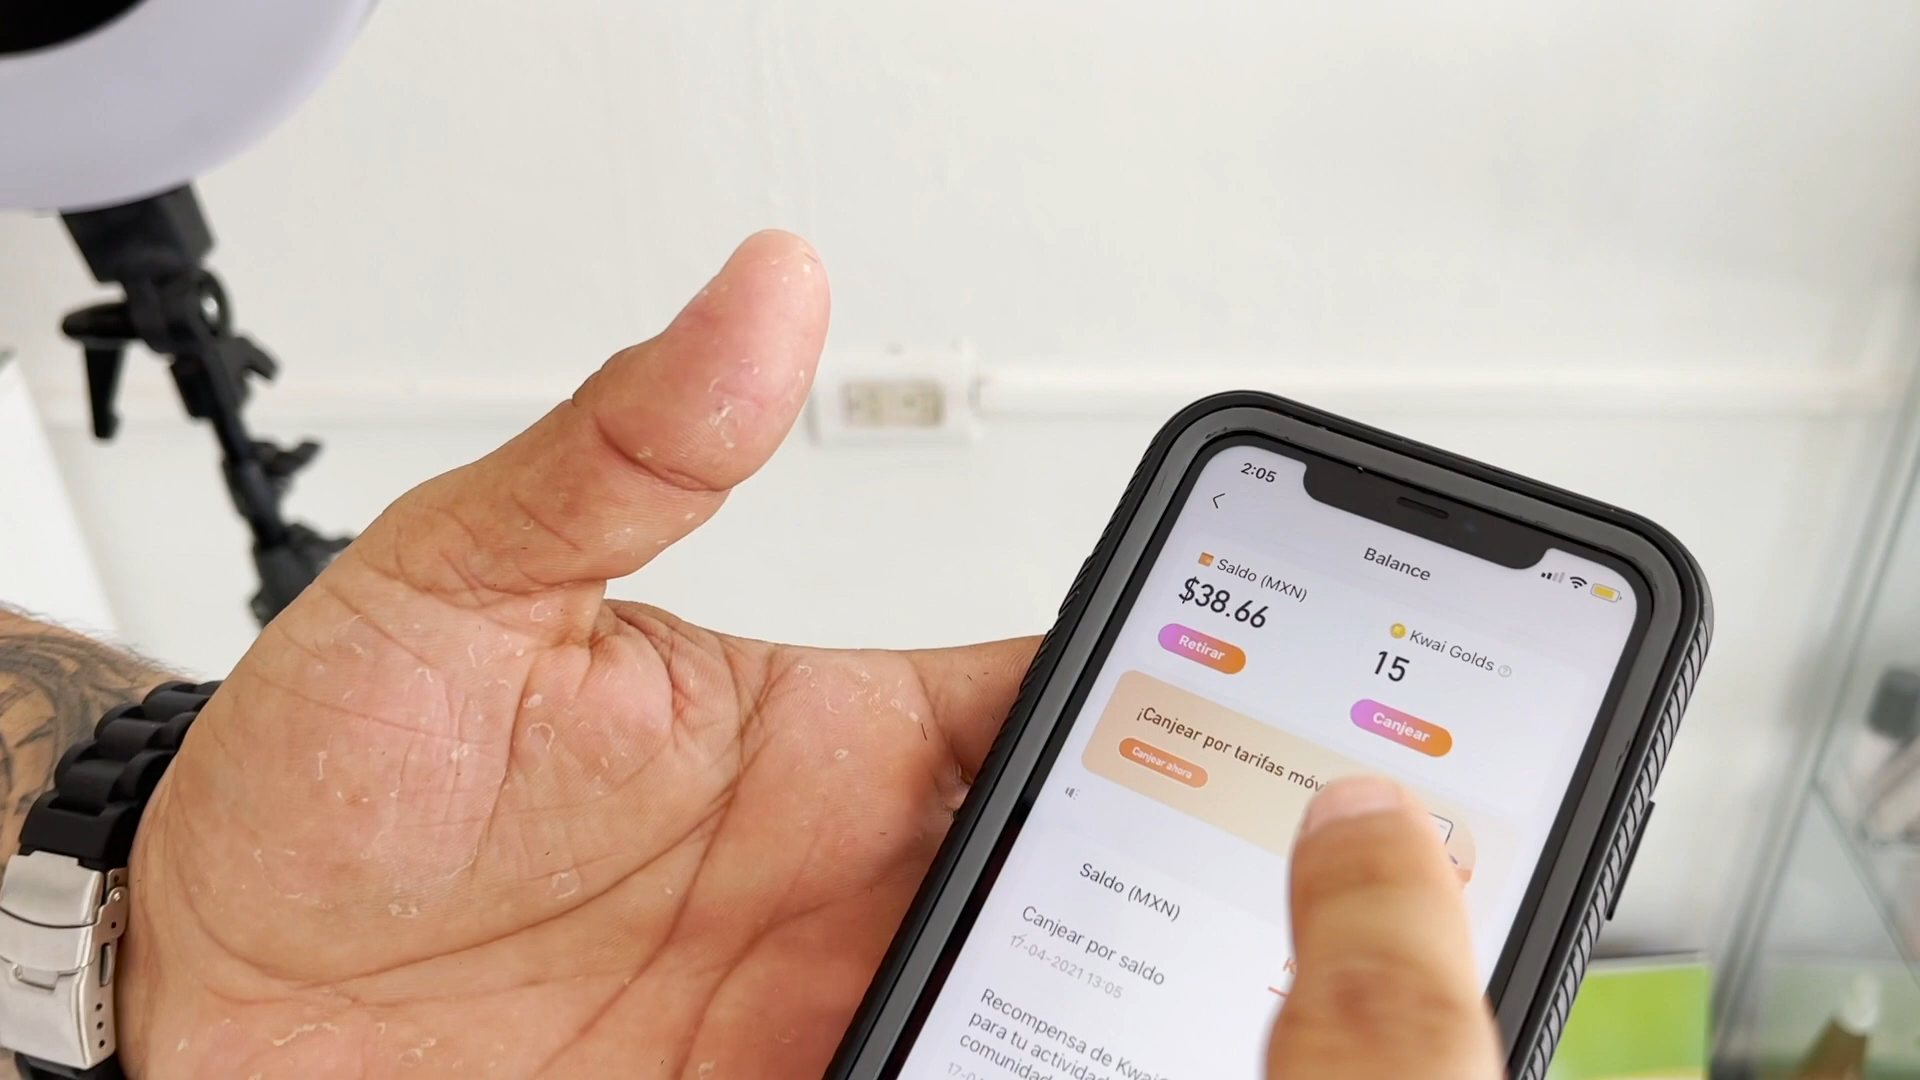 2:05
Balance
Saldo (MXN)
$38.66
Retirar
Kwai Golds
15
Canjear
¡Canjear por tarifas
Canjear ahora
Saldo (MXN)
Canjear por saldo
17-04-2021 13:05
Recompensa de Kwai
para tu actividad
comunidad